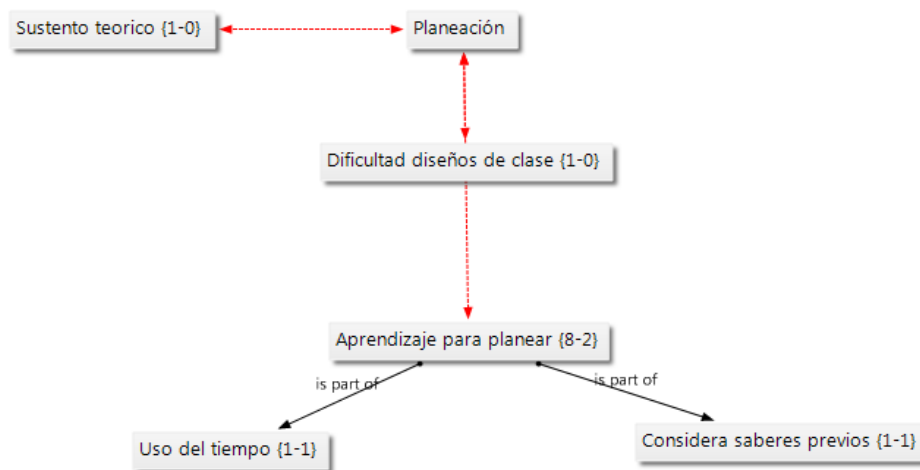 Sustento teorico {1-0}
Planeación
Dificultad diseños de clase {1-0}
Aprendizaje para planear {8-2}
is part of
is part of
Uso del tiempo {1-1}
Considera saberes previos {1-1}